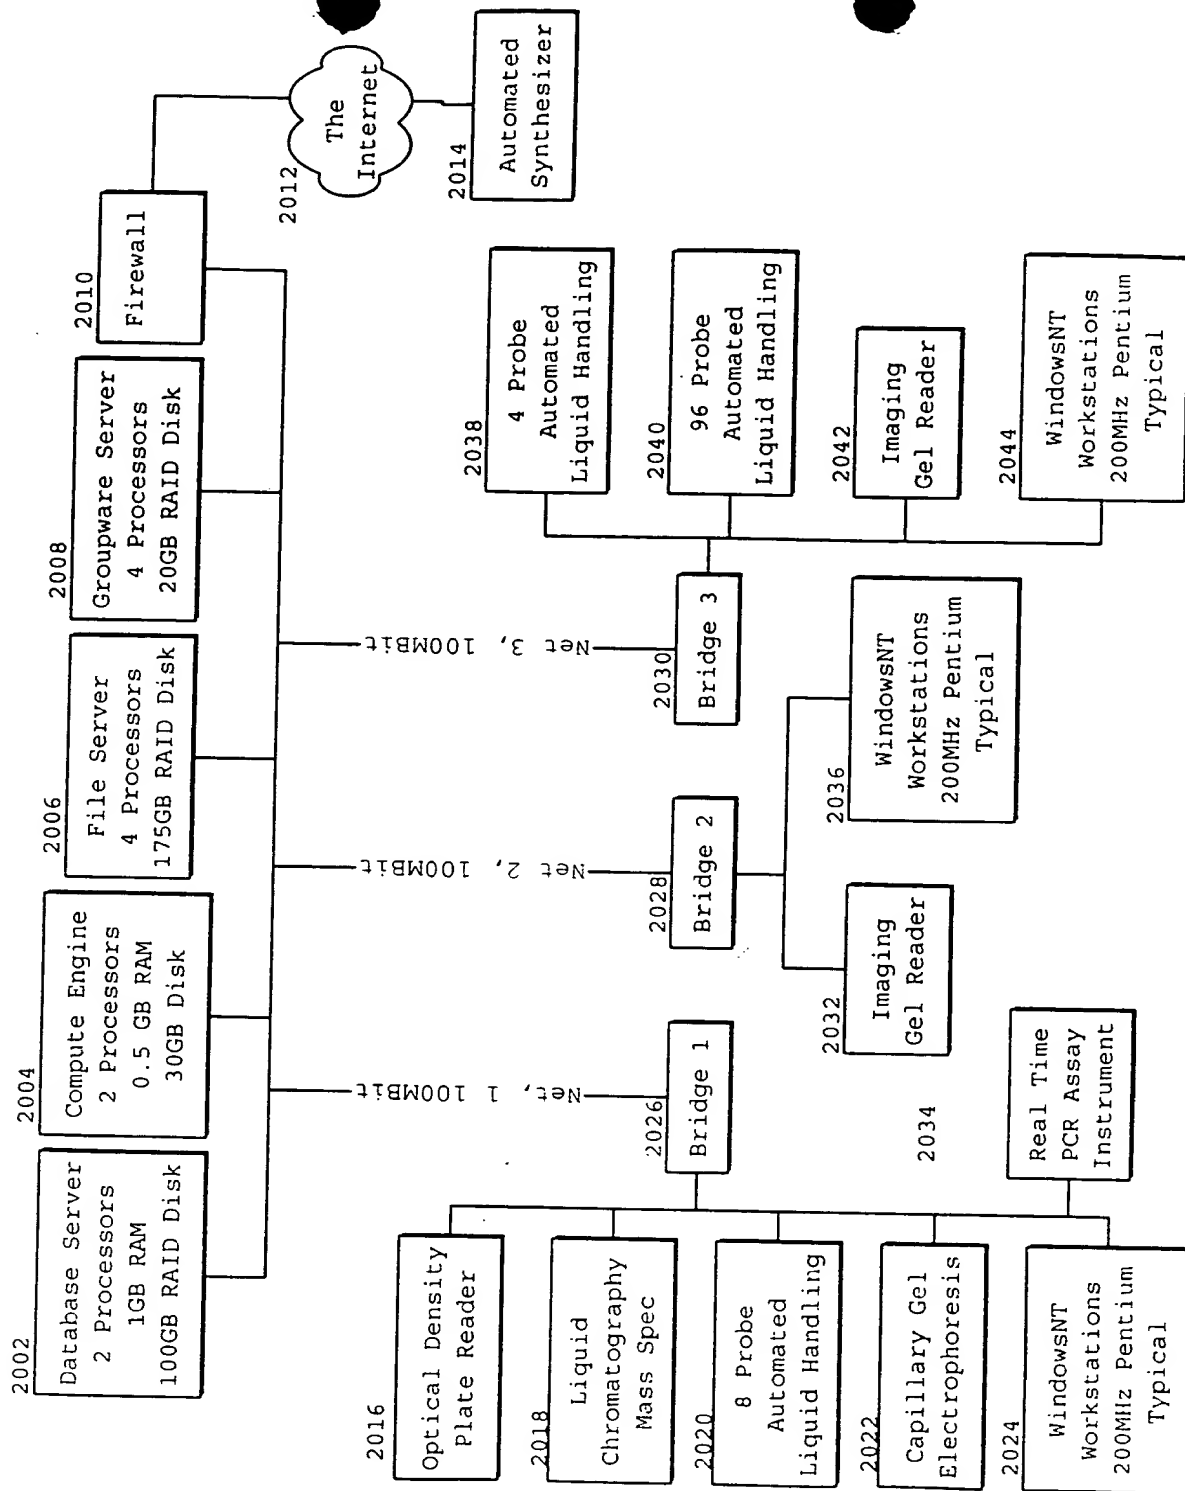 2002
Database Server
2 Processors
1GB RAM
100GB RAID Disk
2004
Compute Engine
2 Processors
0.5 GB RAM
30GB Disk
2006
File Server
4 Processors
175GB RAID Disk
2008
Groupware Server
4 Processors
20GB RAID Disk
2010
Firewall
2012
The
Internet
2014
Automated
Synthesizer
Net, 1 100MBit
Net 2, 100MBit
Net 3, 100MBit
2026
Bridge 1
2028
Bridge 2
2030
Bridge 3
2016
Optical Density
Plate Reader
2018
Liquid
Chromatography
Mass Spec
2020
8 Probe
Automated
Liquid Handling
2022
Capillary Gel
Electrophoresis
2024
WindowsNT
Workstations
200MHz Pentium
Typical
2034
Real Time
PCR Assay
Instrument
2032
Imaging
Gel Reader
2036
WindowsNT
Workstations
200MHz Pentium
Typical
2038
4 Probe
Automated
Liquid Handling
2040
96 Probe
Automated
Liquid Handling
2042
Imaging
Gel Reader
2044
WindowsNT
Workstations
200MHz Pentium
Typical